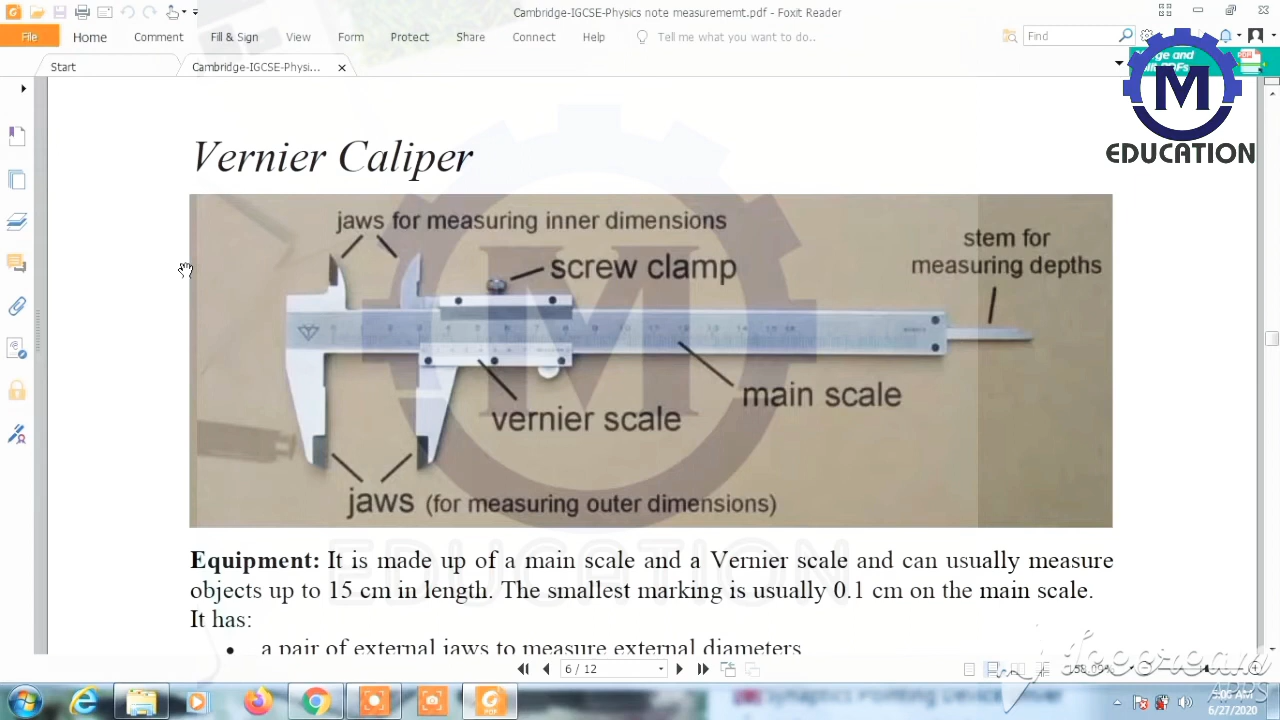 Cambridge-IGCSE-Physics note measurememt.pdf - Foxit Reader
File Home Comment Fill & Sign View Form Protect Share Connect Help Tell me what you want to do.. Find
Start Cambridge-IGCSE-Physi...
M
EDUCATION
Vernier Caliper
jaws for measuring inner dimensions
screw clamp
stem for
measuring depths
main scale
vernier scale
jaws (for measuring outer dimensions)
EDUCATION
Equipment: It is made up of a main scale and a Vernier scale and can usually measure
objects up to 15 cm in length. The smallest marking is usually 0.1 cm on the main scale.
It has:
• a pair of external jaws to measure external diameters
6 / 12
5:06 AM
6/27/2020